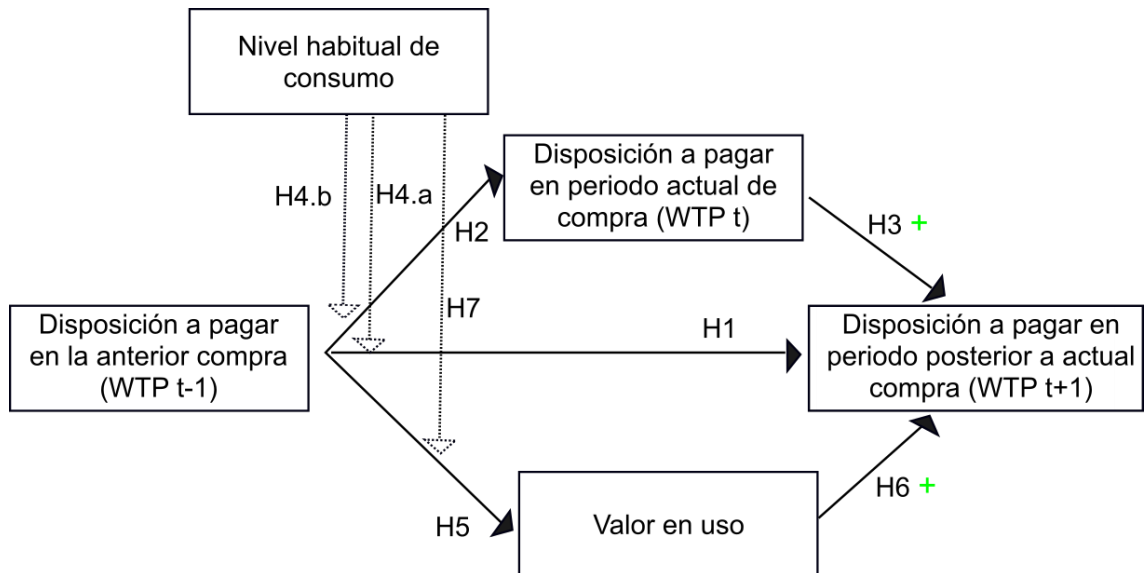 Nivel habitual de
consumo
Disposición a pagar
en periodo actual de
compra (WTP t)
H4.b
H4.a
H2
H3 +
H7
Disposición a pagar
en la anterior compra
(WTP t-1)
H1
Disposición a pagar en
periodo posterior a actual
compra (WTP t+1)
H5
Valor en uso
H6 +